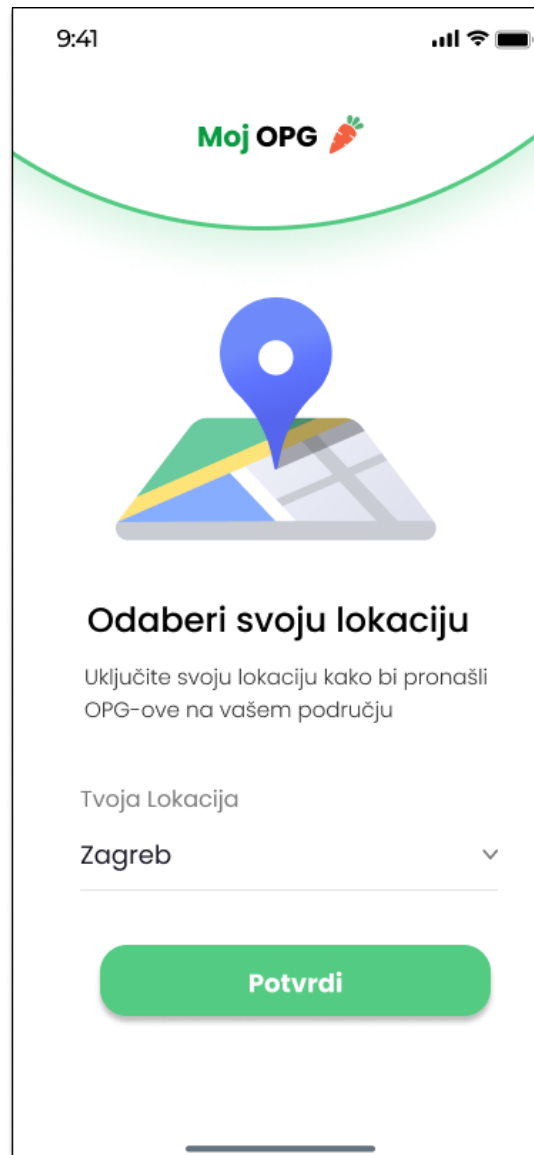 9:41
Moj OPG
Odaberi svoju lokaciju
Uključite svoju lokaciju kako bi pronašli
OPG-ove na vašem području
Tvoja Lokacija
Zagreb
Potvrdi